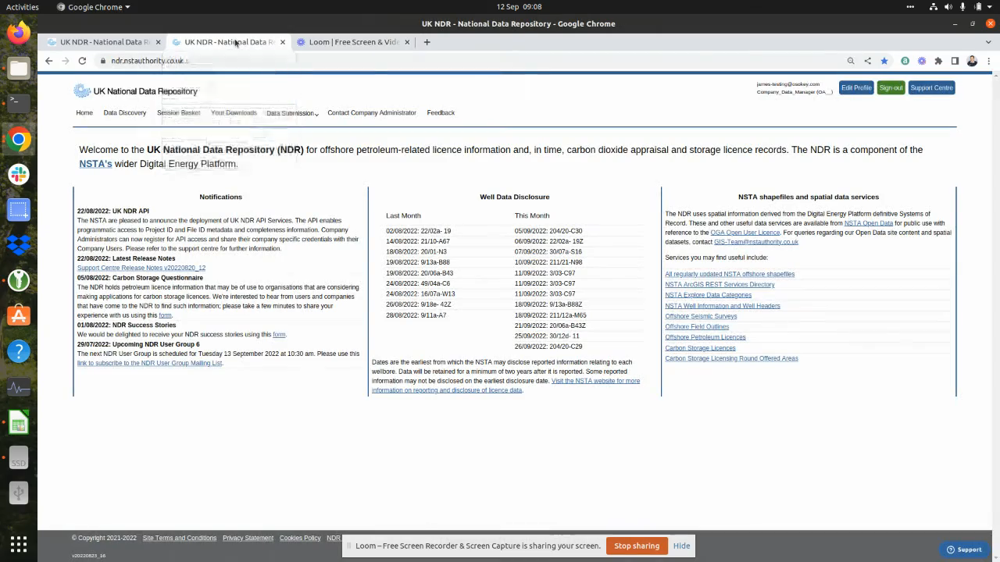 Activities
Google Chrome
12 Sep 09:08
UK NDR - National Data Repository - Google Chrome
UK NDR - National Data R
UK NDR - National Data R
Loom | Free Screen & Vide
ndr.nstauthority.co.uk
UK National Data Repository
james-testing@osokey.com
Company_Data_Manager (OA__)
Edit Profile
Sign-out
Support Centre
Home
Data Discovery
Session Basket
Your Downloads
Data Submission
Contact Company Administrator
Feedback
Welcome to the UK National Data Repository (NDR) for offshore petroleum-related licence information and, in time, carbon dioxide appraisal and storage licence records. The NDR is a component of the
NSTA's wider Digital Energy Platform.
Notifications
22/08/2022: UK NDR API
The NSTA are pleased to announce the deployment of UK NDR API Services. The API enables
programmatic access to Project ID and File ID metadata and completeness information. Company
Administrators can now register for API access and share their company specific credentials with their
Company Users. Please refer to the support centre for further information.
22/08/2022: Latest Release Notes
Support Centre Release Notes v20220820_12
05/08/2022: Carbon Storage Questionnaire
The NDR holds petroleum licence information that may be of use to organisations that are considering
making applications for carbon storage licences. We're interested to hear from users and companies
that have come to the NDR to find such information; please take a few minutes to share your
experience with us using this form.
01/08/2022: NDR Success Stories
We would be delighted to receive your NDR success stories using this form.
29/07/2022: Upcoming NDR User Group 6
The next NDR User Group is scheduled for Tuesday 13 September 2022 at 10:30 am. Please use this
link to subscribe to the NDR User Group Mailing List.
Well Data Disclosure
Last Month
This Month
02/08/2022: 22/02a- 19
05/09/2022: 204/20-C30
14/08/2022: 21/10-A67
06/09/2022: 22/02a- 19Z
18/08/2022: 20/01-N3
07/09/2022: 30/07a-S16
19/08/2022: 9/13a-B88
10/09/2022: 211/21-N98
19/08/2022: 20/06a-B43
11/09/2022: 3/03-C97
24/08/2022: 49/04a-C6
11/09/2022: 3/03-C97
24/08/2022: 16/07a-W13
11/09/2022: 3/03-C97
26/08/2022: 9/18e- 42Z
18/09/2022: 9/13a-B88Z
28/08/2022: 9/11a-A7
18/09/2022: 211/12a-M65
21/09/2022: 20/06a-B43Z
25/09/2022: 30/12d- 11
26/09/2022: 204/20-C29
Dates are the earliest from which the NSTA may disclose reported information relating to each
wellbore. Data will be retained for a minimum of two years after it is reported. Some reported
information may not be disclosed on the earliest disclosure date. Visit the NSTA website for more
information on reporting and disclosure of licence data.
NSTA shapefiles and spatial data services
The NDR uses spatial information derived from the Digital Energy Platform definitive Systems of
Record. These and other useful data services are available from NSTA Open Data for public use with
reference to the OGA Open User Licence. For queries regarding our Open Data site content and spatial
datasets, contact GIS-Team@nstauthority.co.uk
Services you may find useful include:
All regularly updated NSTA offshore shapefiles
NSTA ArcGIS REST Services Directory
NSTA Explore Data Categories
NSTA Well Information and Well Headers
Offshore Seismic Surveys
Offshore Field Outlines
Offshore Petroleum Licences
Carbon Storage Licences
Carbon Storage Licensing Round Offered Areas
SSD
© Copyright 2021-2022
Site Terms and Conditions
Privacy Statement
Cookies Policy
NDR
v20220823_16
Loom – Free Screen Recorder & Screen Capture is sharing your screen.
Stop sharing
Hide
Support